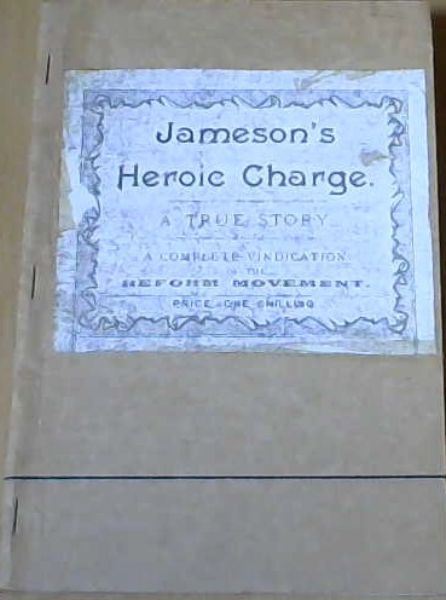 Jameson's
Heroic Charge.
A TRUE STORY
A COMPLETE VINDICATION
OF THE
REFORM MOVEMENT.
PRICE ONE SHILLING